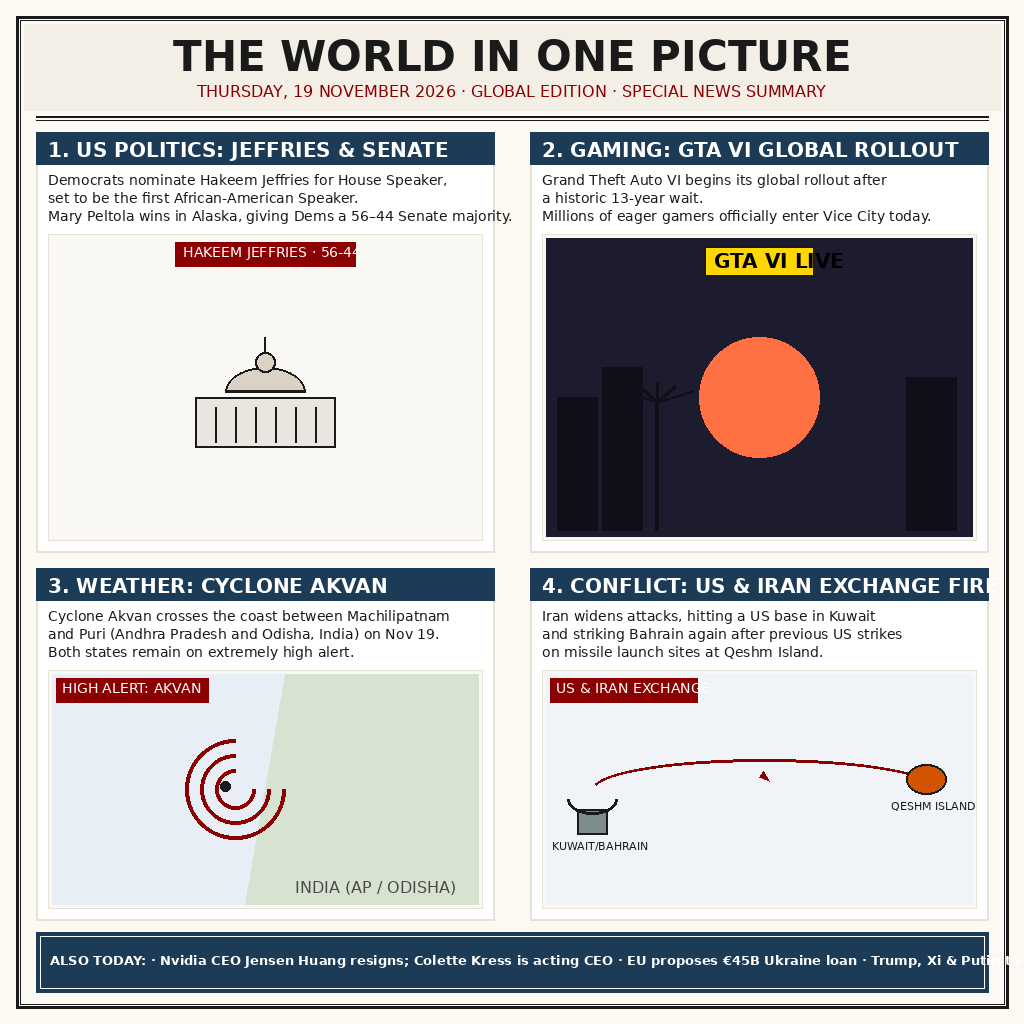 THE WORLD IN ONE PICTURE
THURSDAY, 19 NOVEMBER 2026 · GLOBAL EDITION · SPECIAL NEWS SUMMARY
1. US POLITICS: JEFFRIES & SENATE
Democrats nominate Hakeem Jeffries for House Speaker,
set to be the first African-American Speaker.
Mary Peltola wins in Alaska, giving Dems a 56–44 Senate majority.
HAKEEM JEFFRIES · 56-44
2. GAMING: GTA VI GLOBAL ROLLOUT
Grand Theft Auto VI begins its global rollout after
a historic 13-year wait.
Millions of eager gamers officially enter Vice City today.
GTA VI LIVE
3. WEATHER: CYCLONE AKVAN
Cyclone Akvan crosses the coast between Machilipatnam
and Puri (Andhra Pradesh and Odisha, India) on Nov 19.
Both states remain on extremely high alert.
HIGH ALERT: AKVAN
INDIA (AP / ODISHA)
4. CONFLICT: US & IRAN EXCHANGE FIRE
Iran widens attacks, hitting a US base in Kuwait
and striking Bahrain again after previous US strikes
on missile launch sites at Qeshm Island.
US & IRAN EXCHANGE
QESHM ISLAND
KUWAIT/BAHRAIN
ALSO TODAY: · Nvidia CEO Jensen Huang resigns; Colette Kress is acting CEO · EU proposes €45B Ukraine loan · Trump, Xi &